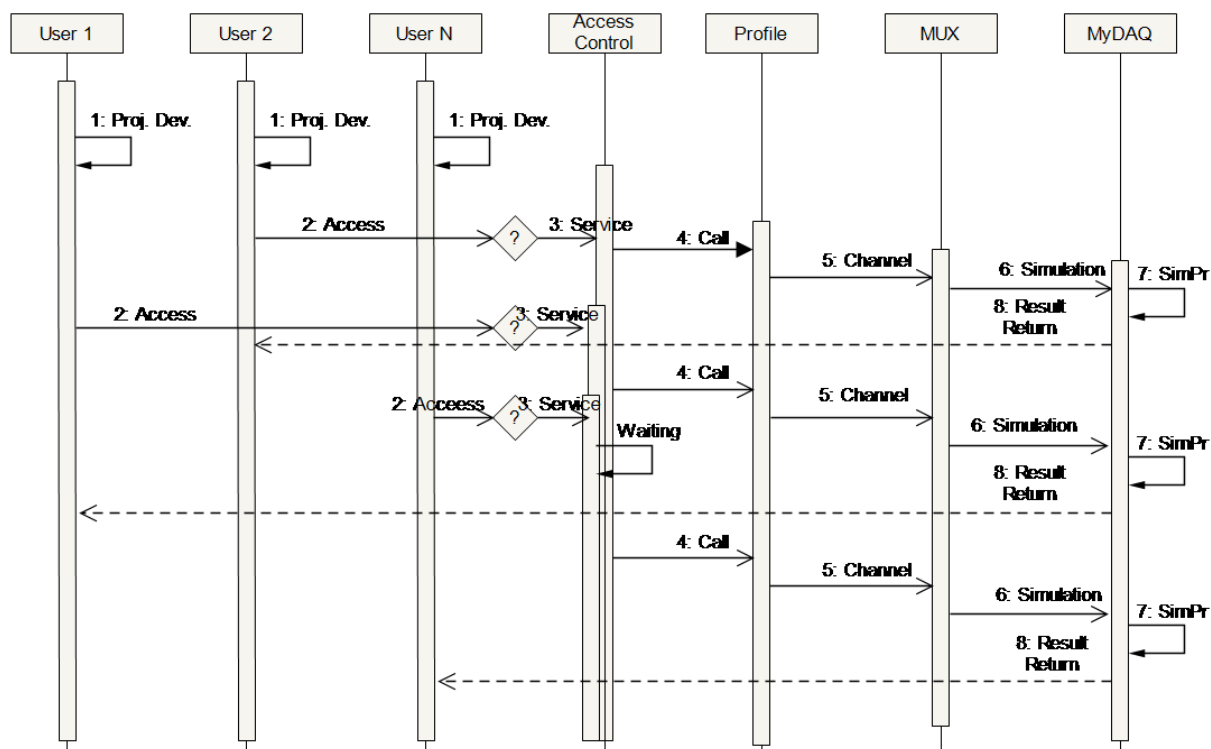 User 1
User 2
User N
Access
Control
Profile
MUX
MyDAQ
1: Proj. Dev.
1: Proj. Dev.
1: Proj. Dev.
2: Access
?
3: Service
4: Call
5: Channel
6: Simulation
7: SimPr
8: Result
Return
2: Access
?
3: Service
4: Call
2: Acceess
?
3: Service
5: Channel
Waiting
6: Simulation
7: SimPr
8: Result
Return
4: Call
5: Channel
6: Simulation
7: SimPr
8: Result
Return